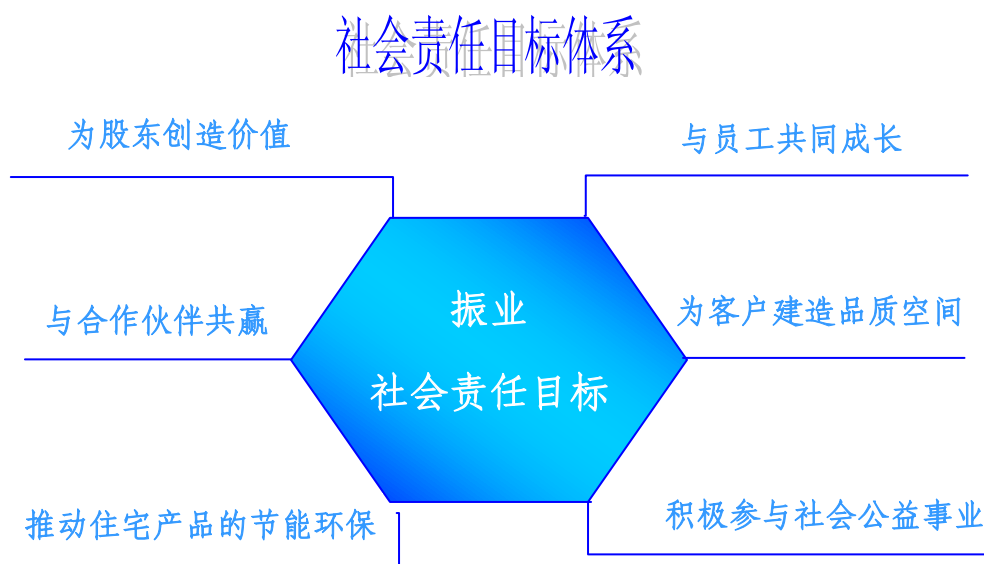 社会责任目标体系
为股东创造价值
与员工共同成长
与合作伙伴共赢
振业
社会责任目标
为客户建造品质空间
推动住宅产品的节能环保
积极参与社会公益事业